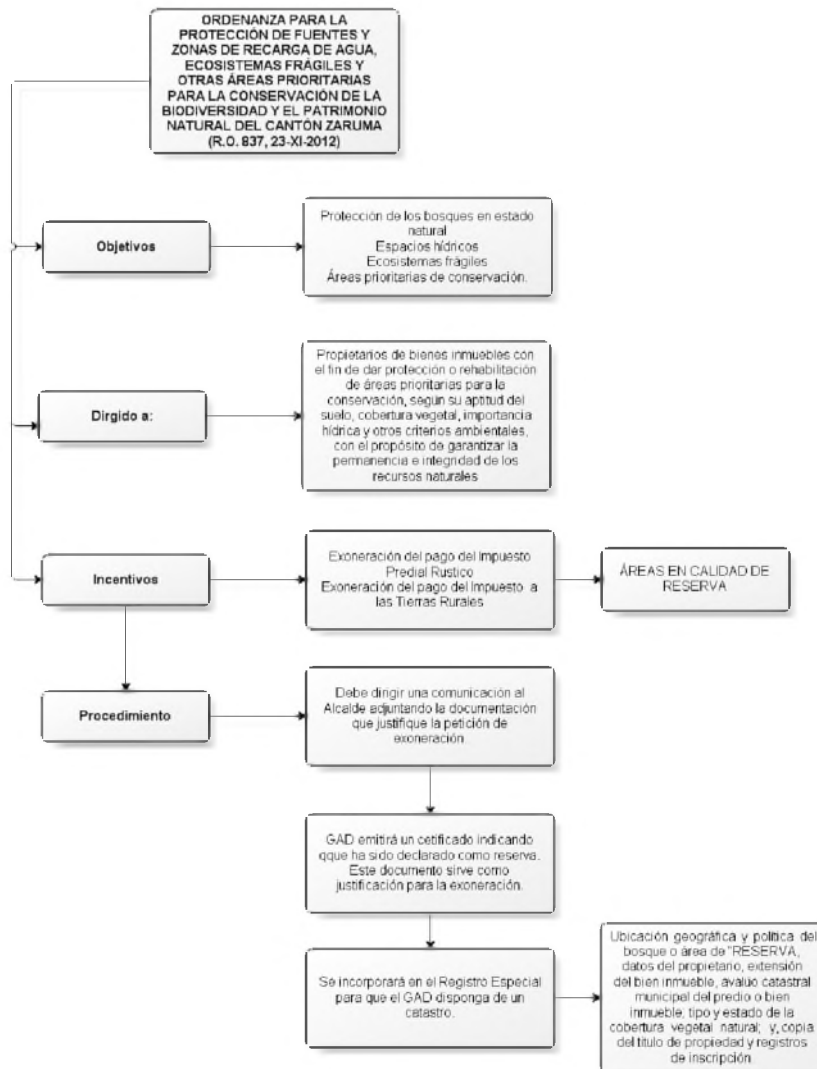 ORDENANZA PARA LA
PROTECCIÓN DE FUENTES Y
ZONAS DE RECARGA DE AGUA,
ECOSISTEMAS FRÁGILES Y
OTRAS ÁREAS PRIORITARIAS
PARA LA CONSERVACIÓN DE LA
BIODIVERSIDAD Y EL PATRIMONIO
NATURAL DEL CANTÓN ZARUMA
(R.O. 837, 23-XI-2012)
Objetivos
Protección de los bosques en estado
natural
Espacios hídricos
Ecosistemas frágiles
Áreas prioritarias de conservación.
Dirgido a:
Propietarios de bienes inmuebles con
el fin de dar protección o rehabilitación
de áreas prioritarias para la
conservación, según su aptitud del
suelo, cobertura vegetal, importancia
hídrica y otros criterios ambientales,
con el propósito de garantizar la
permanencia e integridad de los
recursos naturales
Incentivos
Exoneración del pago del Impuesto
Predial Rustico
Exoneración del pago del Impuesto a
las Tierras Rurales
ÁREAS EN CALIDAD DE
RESERVA
Procedimiento
Debe dirigir una comunicación al
Alcalde adjuntando la documentación
que justifique la petición de
exoneración.
GAD emitirá un cetificado indicando
qque ha sido declarado como reserva.
Este documento sirve como
justificación para la exoneración.
Se incorporará en el Registro Especial
para que el GAD disponga de un
catastro.
Ubicación geográfica y política del
bosque o área de "RESERVA,
datos del propietario, extensión
del bien inmueble, avalúo catastral
municipal del predio o bien
inmueble; tipo y estado de la
cobertura vegetal natural; y, copia
del título de propiedad y registros
de inscripción